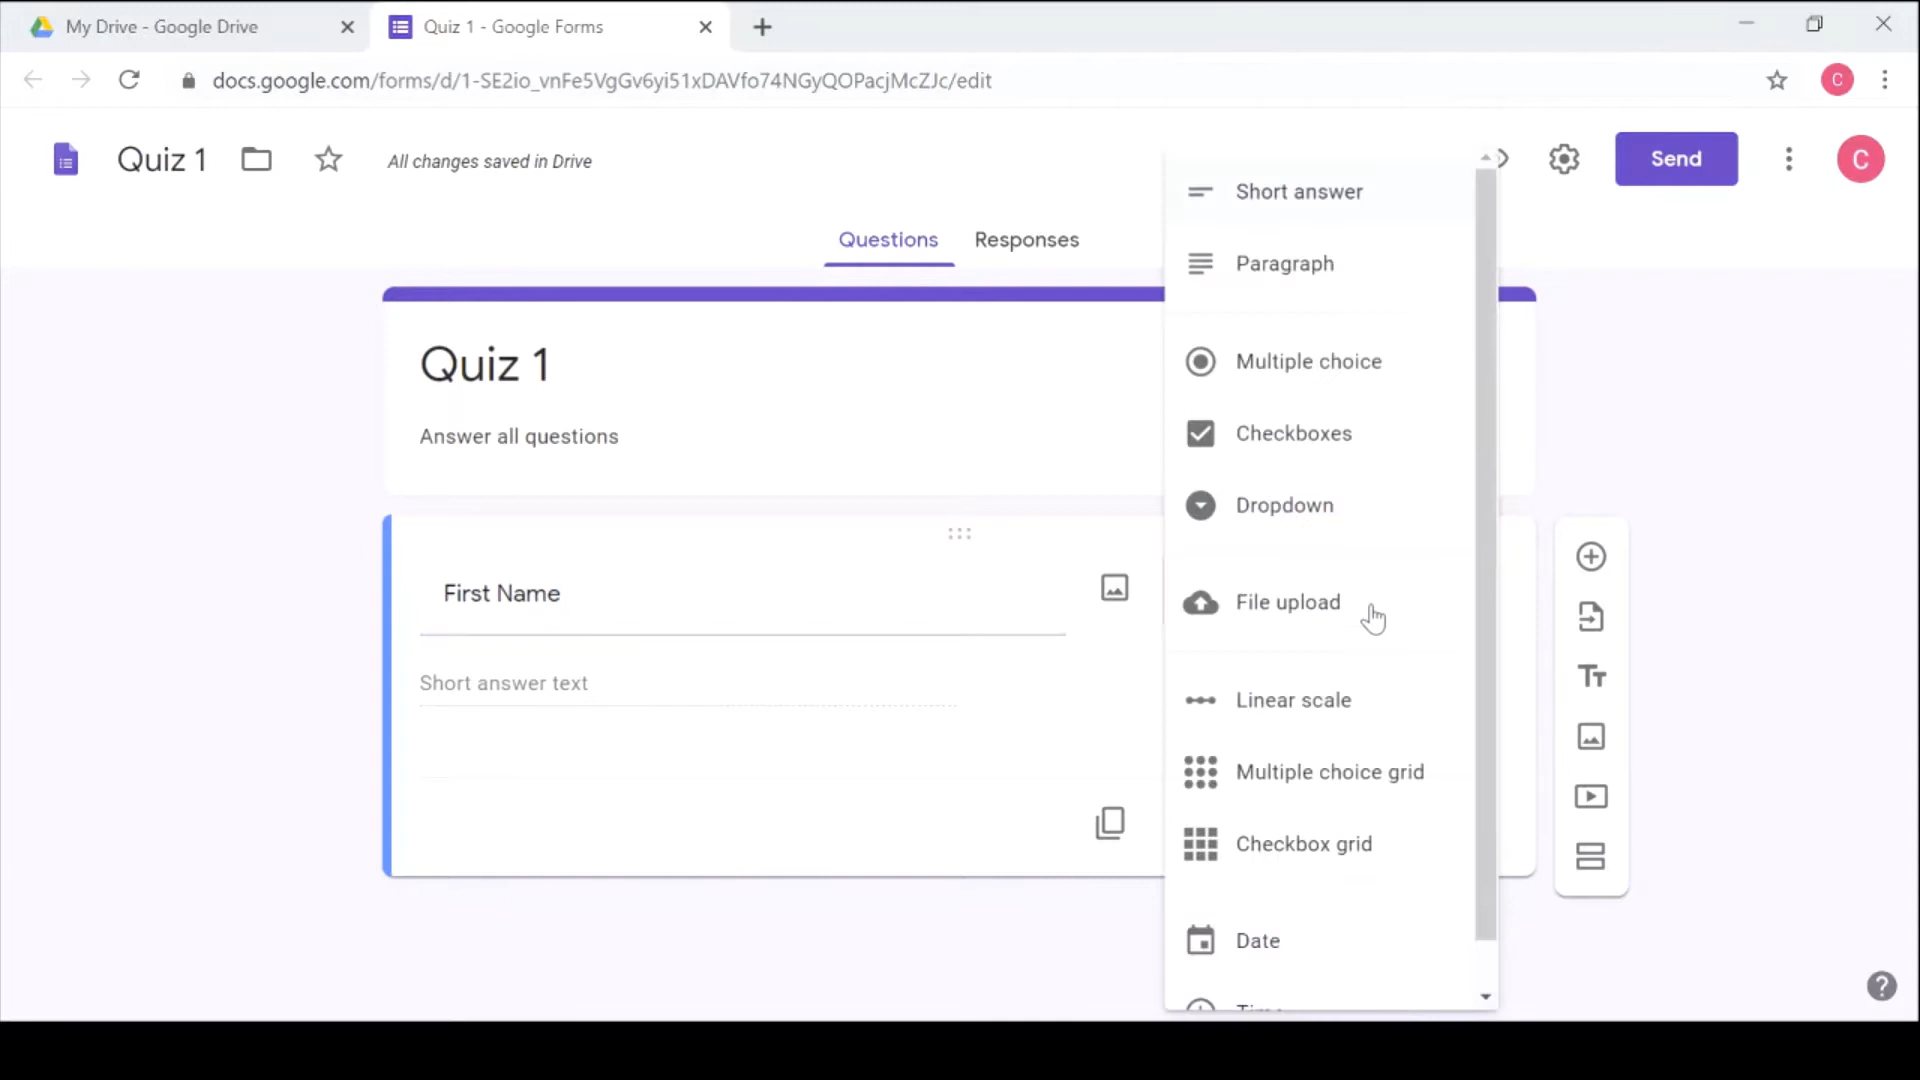 My Drive - Google Drive
Quiz 1 - Google Forms
docs.google.com/forms/d/1-SE2io_vnFe5VgGv6yi51xDAVfo74NGyQOPacjMcZJc/edit
C
Quiz 1
All changes saved in Drive
Send
C
Questions
Responses
Quiz 1
Answer all questions
First Name
Short answer text
Short answer
Paragraph
Multiple choice
Checkboxes
Dropdown
File upload
Linear scale
Multiple choice grid
Checkbox grid
Date
Tт